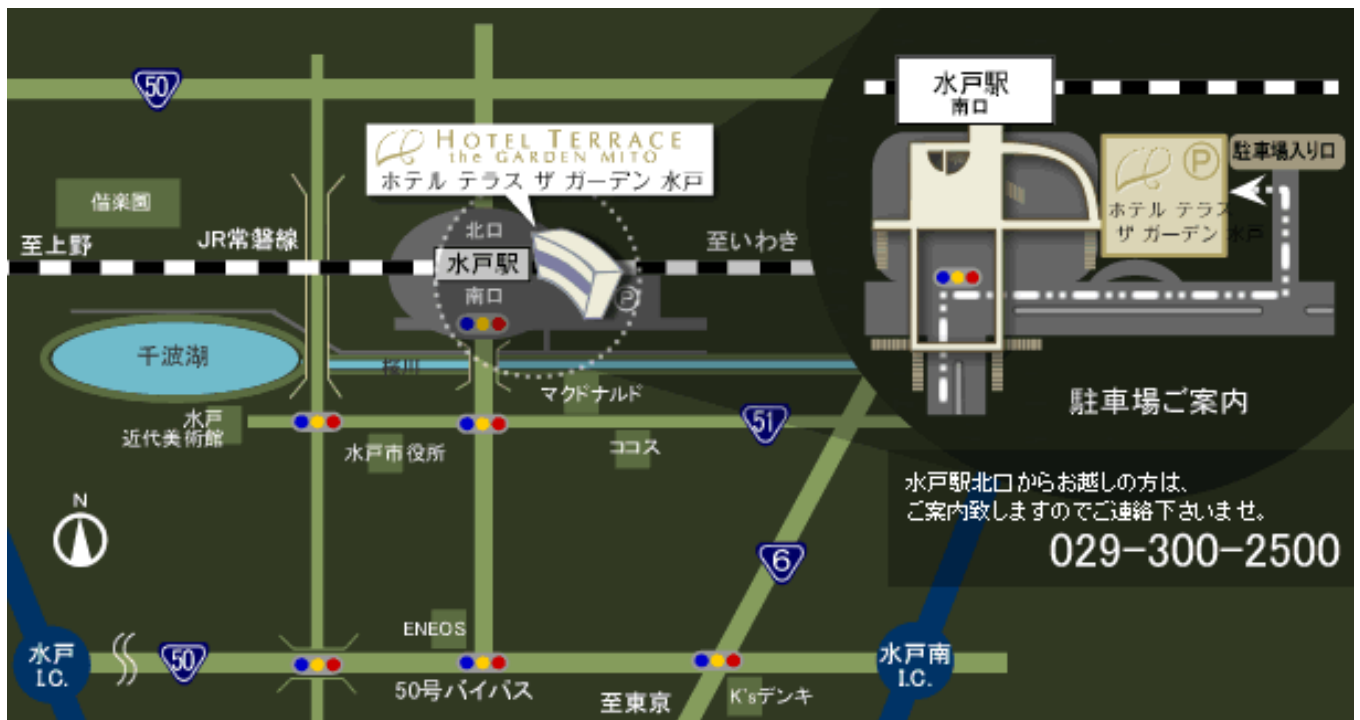 50
HOTEL TERRACE
the GARDEN MITO
ホテル テラス ザ ガーデン 水戸
偕楽園
至上野
JR常磐線
北口
水戸駅
南口
至いわき
P
千波湖
桜川
マクドナルド
水戸
近代美術館
水戸市役所
ココス
51
N
6
ENEOS
水戸
I.C.
50
50号バイパス
至東京
K'sデンキ
水戸南
I.C.
水戸駅
南口
P
駐車場入り口
ホテル テラス
ザ ガーデン 水戸
駐車場ご案内
水戸駅北口からお越しの方は、
ご案内致しますのでご連絡下さいませ。
029-300-2500